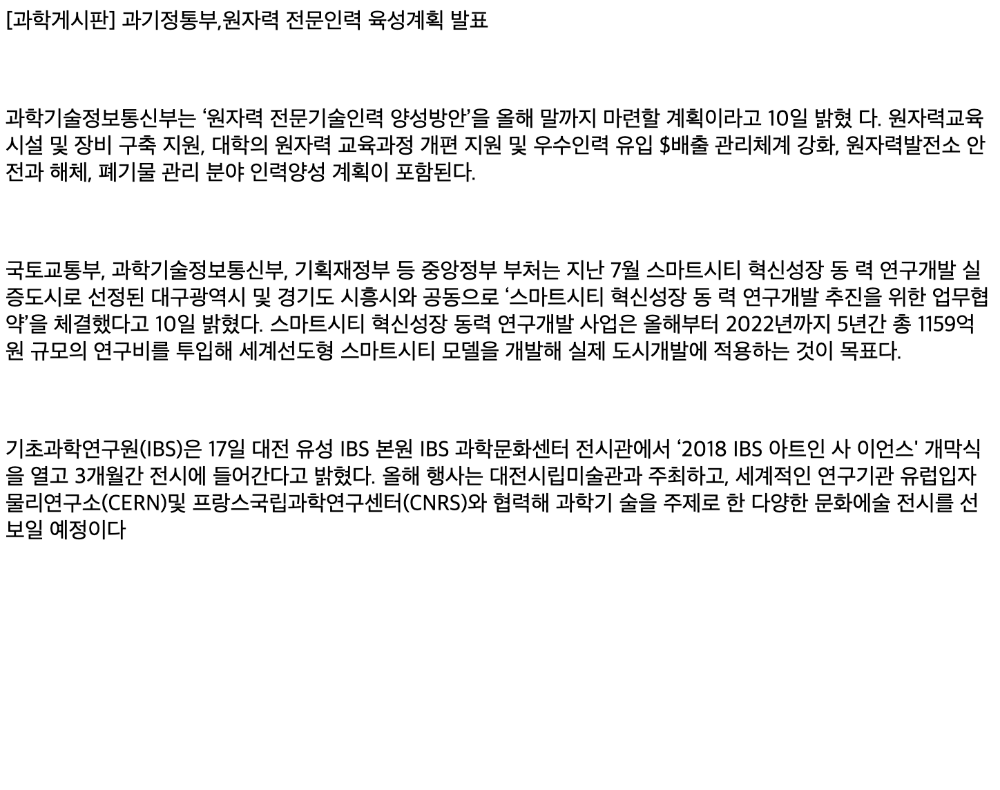 [과학게시판] 과기정통부,원자력 전문인력 육성계획 발표
과학기술정보통신부는 ‘원자력 전문기술인력 양성방안’을 올해 말까지 마련할 계획이라고 10일 밝혔 다. 원자력교육
시설 및 장비 구축 지원, 대학의 원자력 교육과정 개편 지원 및 우수인력 유입 $배출 관리체계 강화, 원자력발전소 안
전과 해체, 폐기물 관리 분야 인력양성 계획이 포함된다.
국토교통부, 과학기술정보통신부, 기획재정부 등 중앙정부 부처는 지난 7월 스마트시티 혁신성장 동 력 연구개발 실
증도시로 선정된 대구광역시 및 경기도 시흥시와 공동으로 ‘스마트시티 혁신성장 동 력 연구개발 추진을 위한 업무협
약’을 체결했다고 10일 밝혔다. 스마트시티 혁신성장 동력 연구개발 사업은 올해부터 2022년까지 5년간 총 1159억
원 규모의 연구비를 투입해 세계선도형 스마트시티 모델을 개발해 실제 도시개발에 적용하는 것이 목표다.
기초과학연구원(IBS)은 17일 대전 유성 IBS 본원 IBS 과학문화센터 전시관에서 ‘2018 IBS 아트인 사 이언스' 개막식
을 열고 3개월간 전시에 들어간다고 밝혔다. 올해 행사는 대전시립미술관과 주최하고, 세계적인 연구기관 유럽입자
물리연구소(CERN)및 프랑스국립과학연구센터(CNRS)와 협력해 과학기 술을 주제로 한 다양한 문화에술 전시를 선
보일 예정이다